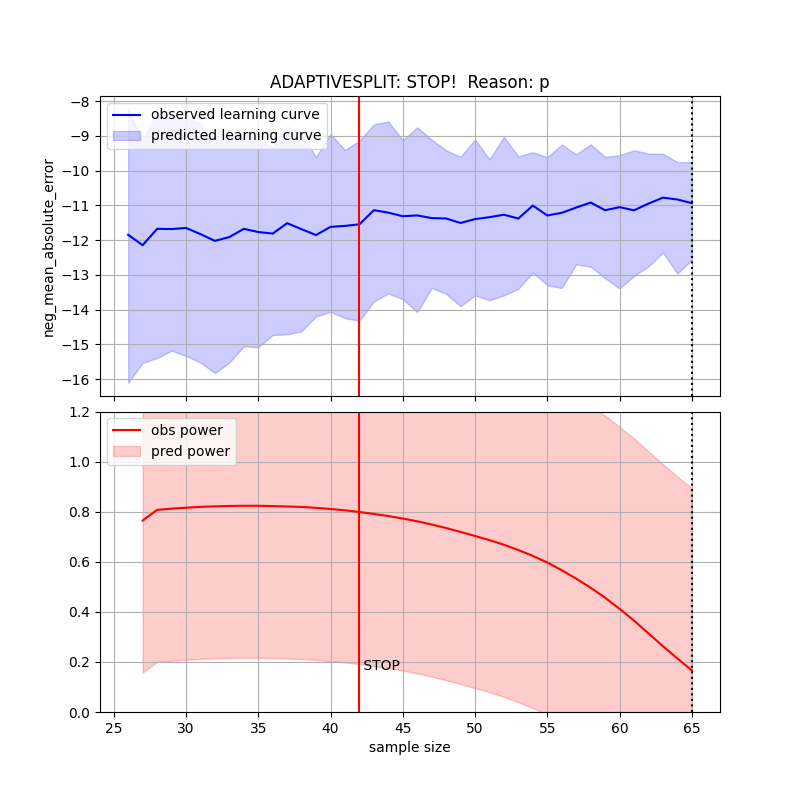 ADAPTIVESPLIT: STOP!  Reason: p
observed learning curve
predicted learning curve
neg_mean_absolute_error
−8
−9
−10
−11
−12
−13
−14
−15
−16
obs power
pred power
1.2
1.0
0.8
0.6
0.4
0.2
0.0
STOP
25 30 35 40 45 50 55 60 65
sample size